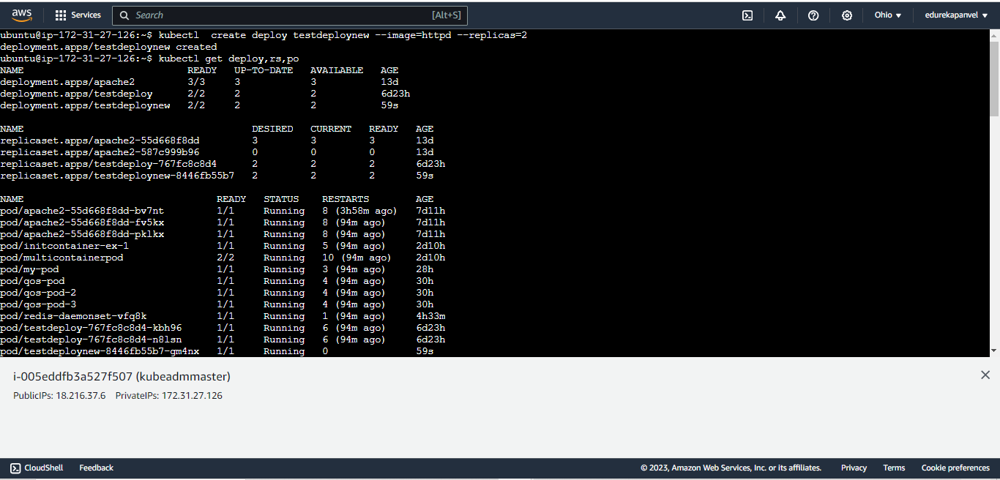 aws Services Search [Alt+S] Ohio edurekapanvel
ubuntu@ip-172-31-27-126:~$ kubectl  create deploy testdeploynew --image=httpd --replicas=2
deployment.apps/testdeploynew created
ubuntu@ip-172-31-27-126:~$ kubectl get deploy,rs,po
NAME READY UP-TO-DATE AVAILABLE AGE
deployment.apps/apache2 3/3 3 3 13d
deployment.apps/testdeploy 2/2 2 2 6d23h
deployment.apps/testdeploynew 2/2 2 2 59s
NAME DESIRED CURRENT READY AGE
replicaset.apps/apache2-55d668f8dd 3 3 3 13d
replicaset.apps/apache2-587c999b96 0 0 0 13d
replicaset.apps/testdeploy-767fc8c8d4 2 2 2 6d23h
replicaset.apps/testdeploynew-8446fb55b7 2 2 2 59s
NAME READY STATUS RESTARTS AGE
pod/apache2-55d668f8dd-bv7nt 1/1 Running 8 (3h58m ago) 7d11h
pod/apache2-55d668f8dd-fv5kx 1/1 Running 8 (94m ago) 7d11h
pod/apache2-55d668f8dd-pklkx 1/1 Running 8 (94m ago) 7d11h
pod/initcontainer-ex-1 1/1 Running 5 (94m ago) 2d10h
pod/multicontainerpod 2/2 Running 10 (94m ago) 2d10h
pod/my-pod 1/1 Running 3 (94m ago) 28h
pod/qos-pod 1/1 Running 4 (94m ago) 30h
pod/qos-pod-2 1/1 Running 4 (94m ago) 30h
pod/qos-pod-3 1/1 Running 4 (94m ago) 30h
pod/redis-daemonset-vfq8k 1/1 Running 1 (94m ago) 4h33m
pod/testdeploy-767fc8c8d4-kbh96 1/1 Running 6 (94m ago) 6d23h
pod/testdeploy-767fc8c8d4-n8lsn 1/1 Running 6 (94m ago) 6d23h
pod/testdeploynew-8446fb55b7-gm4nx 1/1 Running 0 59s
i-005eddfb3a527f507 (kubeadmmaster)
PublicIPs: 18.216.37.6 PrivateIPs: 172.31.27.126
CloudShell Feedback © 2023, Amazon Web Services, Inc. or its affiliates. Privacy Terms Cookie preferences